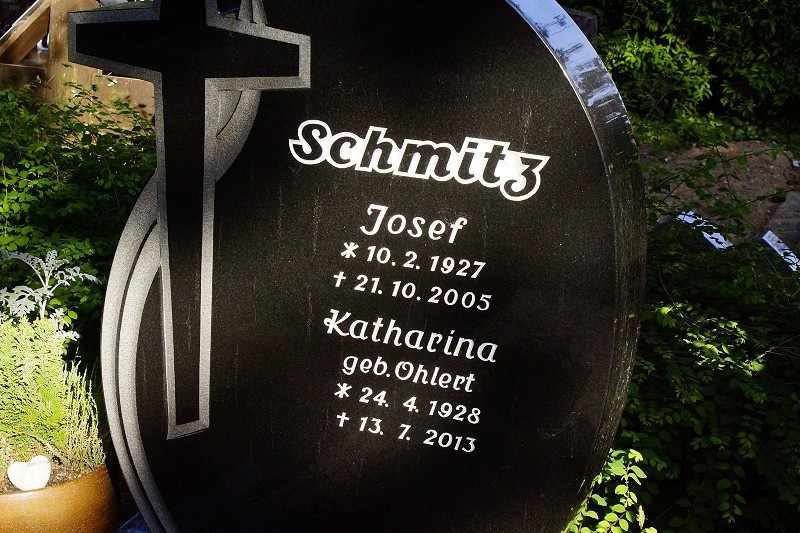 Schmitz
Josef
* 10. 2. 1927
† 21. 10. 2005
Katharina
geb. Ohlert
* 24. 4. 1928
† 13. 7. 2013